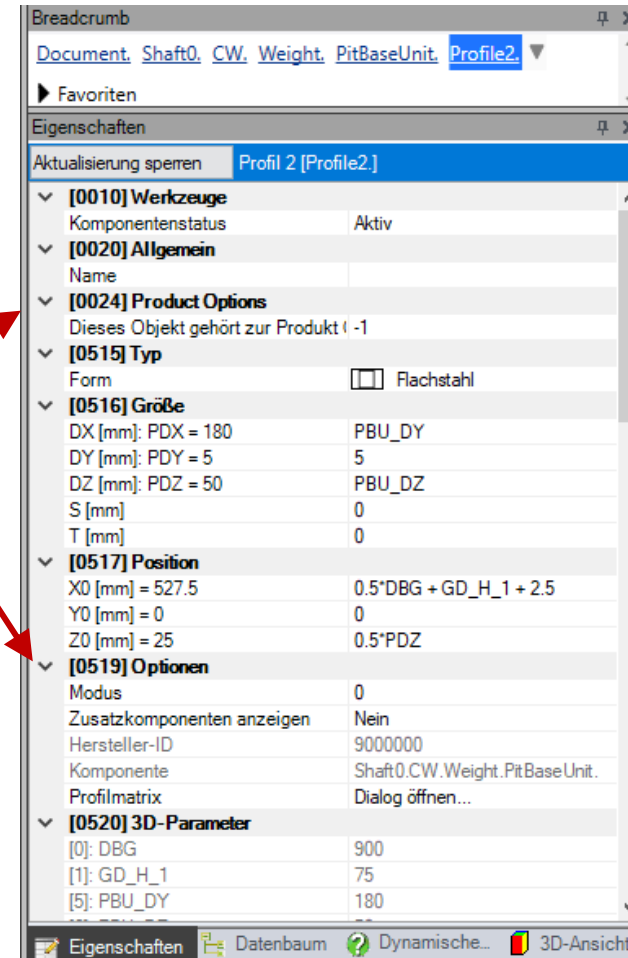 Breadcrumb
Document. Shaft0. CW. Weight. PitBaseUnit. Profile2.
Favoriten
Eigenschaften
Aktualisierung sperren Profil 2 [Profile2.]
[0010] Werkzeuge
Komponentenstatus Aktiv
[0020] Allgemein
Name
[0024] Product Options
Dieses Objekt gehört zur Produkt -1
[0515] Typ
Form Flachstahl
[0516] Größe
DX [mm]: PDX = 180 PBU_DY
DY [mm]: PDY = 5 5
DZ [mm]: PDZ = 50 PBU_DZ
S [mm] 0
T [mm] 0
[0517] Position
X0 [mm] = 527.5 0.5*DBG + GD_H_1 + 2.5
Y0 [mm] = 0 0
Z0 [mm] = 25 0.5*PDZ
[0519] Optionen
Modus 0
Zusatzkomponenten anzeigen Nein
Hersteller-ID 9000000
Komponente Shaft0.CW.Weight.PitBaseUnit.
Profilmatrix Dialog öffnen...
[0520] 3D-Parameter
[0]: DBG 900
[1]: GD_H_1 75
[5]: PBU_DY 180
Eigenschaften Datenbaum Dynamische... 3D-Ansicht